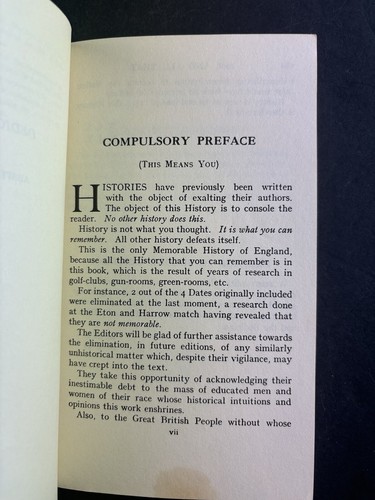 COMPULSORY PREFACE
(THIS MEANS YOU)
HISTORIES have previously been written
with the object of exalting their authors.
The object of this History is to console the
reader. No other history does this.
History is not what you thought. It is what you can
remember. All other history defeats itself.
This is the only Memorable History of England,
because all the History that you can remember is in
this book, which is the result of years of research in
golf-clubs, gun-rooms, green-rooms, etc.
For instance, 2 out of the 4 Dates originally included
were eliminated at the last moment, a research done
at the Eton and Harrow match having revealed that
they are not memorable.
The Editors will be glad of further assistance towards
the elimination, in future editions, of any similarly
unhistorical matter which, despite their vigilance, may
have crept into the text.
They take this opportunity of acknowledging their
inestimable debt to the mass of educated men and
women of their race whose historical intuitions and
opinions this work enshrines.
Also, to the Great British People without whose
vii